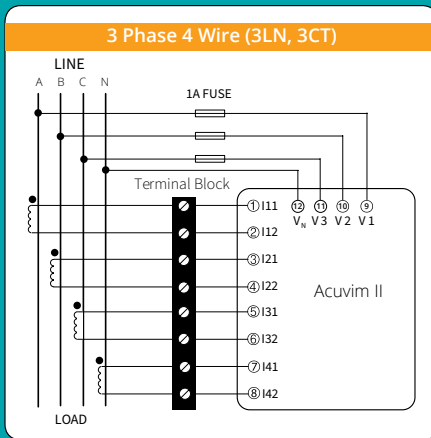 3 Phase 4 Wire (3LN, 3CT)
LINE
A B C N
1A FUSE
Terminal Block
① I11
② I12
③ I21
④ I22
⑤ I31
⑥ I32
⑦ I41
⑧ I42
⑫ ⑪ ⑩ ⑨
VN V3 V2 V1
Acuvim II
LOAD